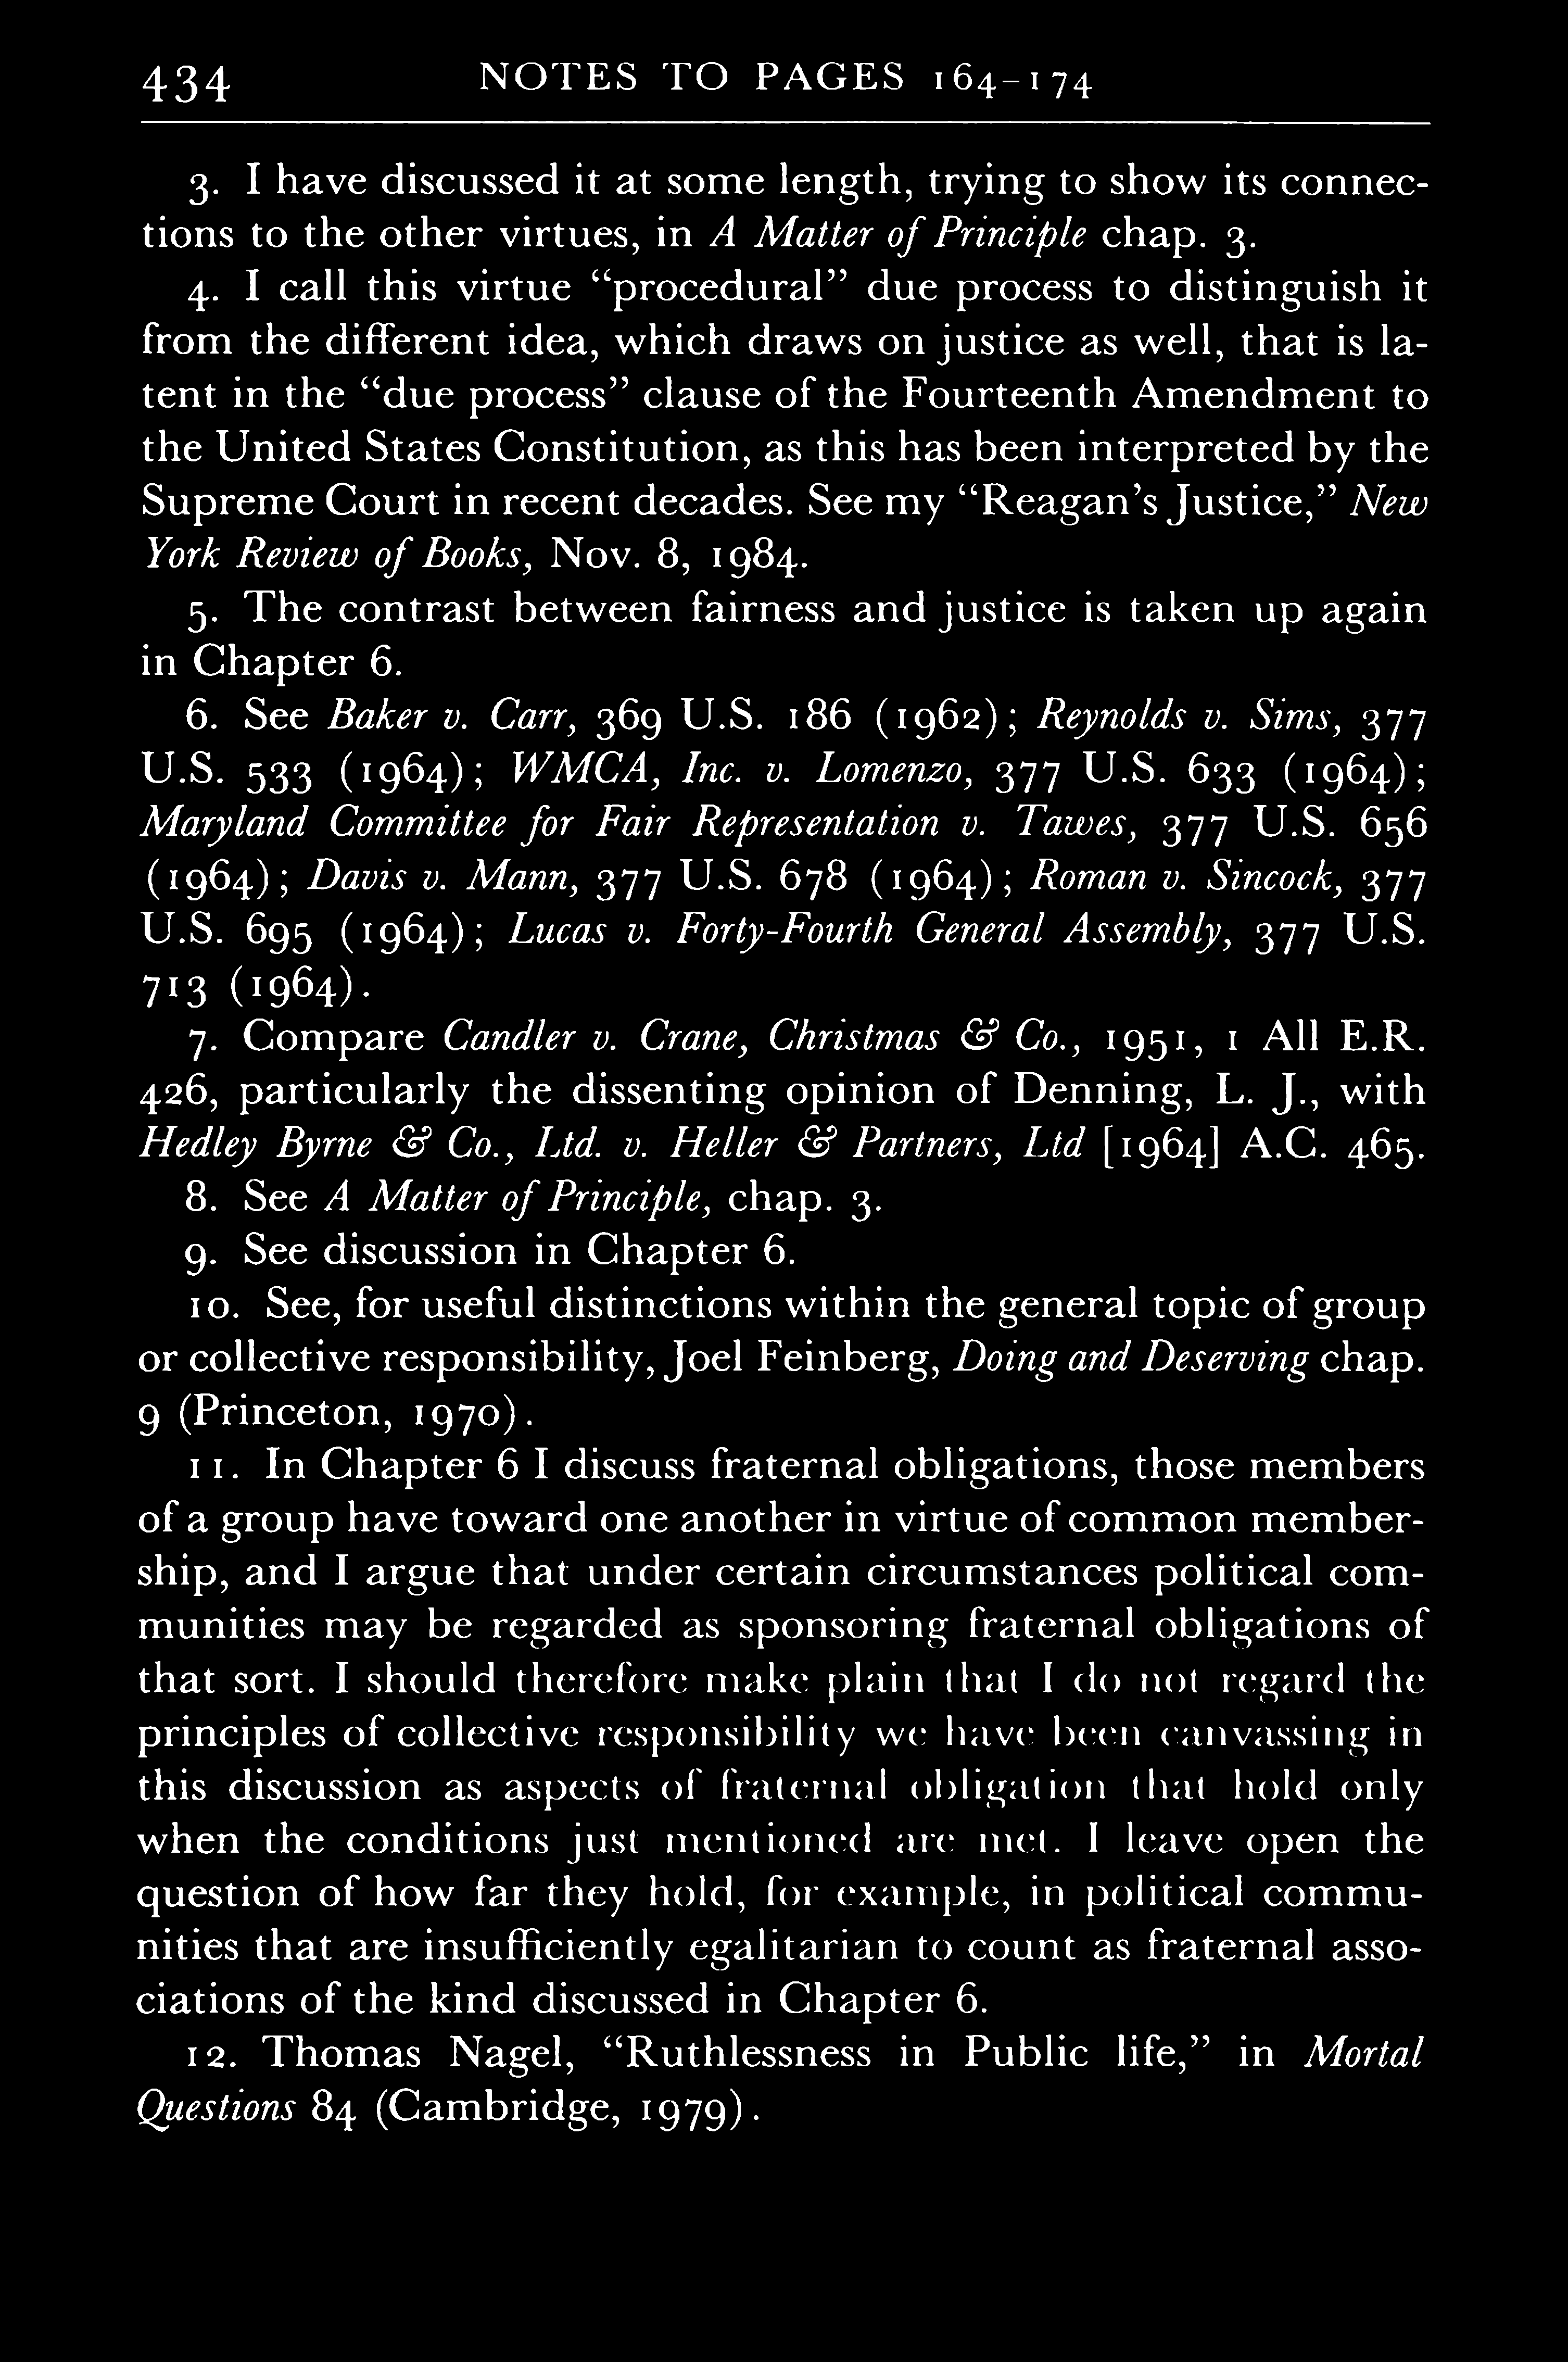 434 NOTES TO PAGES 164-174
3. I have discussed it at some length, trying to show its connec-
tions to the other virtues, in A Matter of Principle chap. 3.
4. I call this virtue “procedural” due process to distinguish it
from the different idea, which draws on justice as well, that is la-
tent in the “due process” clause of the Fourteenth Amendment to
the United States Constitution, as this has been interpreted by the
Supreme Court in recent decades. See my “Reagan’s Justice,” New
York Review of Books, Nov. 8, 1984.
5. The contrast between fairness and justice is taken up again
in Chapter 6.
6. See Baker v. Carr, 369 U.S. 186 (1962); Reynolds v. Sims, 377
U.S. 533 (1964); WMCA, Inc. v. Lomenzo, 377 U.S. 633 (1964);
Maryland Committee for Fair Representation v. Tawes, 377 U.S. 656
(1964); Davis v. Mann, 377 U.S. 678 (1964); Roman v. Sincock, 377
U.S. 695 (1964); Lucas v. Forty-Fourth General Assembly, 377 U.S.
713 (1964).
7. Compare Candler v. Crane, Christmas & Co., 1951, 1 All E.R.
426, particularly the dissenting opinion of Denning, L. J., with
Hedley Byrne & Co., Ltd. v. Heller & Partners, Ltd [1964] A.C. 465.
8. See A Matter of Principle, chap. 3.
9. See discussion in Chapter 6.
10. See, for useful distinctions within the general topic of group
or collective responsibility, Joel Feinberg, Doing and Deserving chap.
9 (Princeton, 1970).
11. In Chapter 6 I discuss fraternal obligations, those members
of a group have toward one another in virtue of common member-
ship, and I argue that under certain circumstances political com-
munities may be regarded as sponsoring fraternal obligations of
that sort. I should therefore make plain that I do not regard the
principles of collective responsibility we have been canvassing in
this discussion as aspects of fraternal obligation that hold only
when the conditions just mentioned are met. I leave open the
question of how far they hold, for example, in political commu-
nities that are insufficiently egalitarian to count as fraternal asso-
ciations of the kind discussed in Chapter 6.
12. Thomas Nagel, “Ruthlessness in Public life,” in Mortal
Questions 84 (Cambridge, 1979).